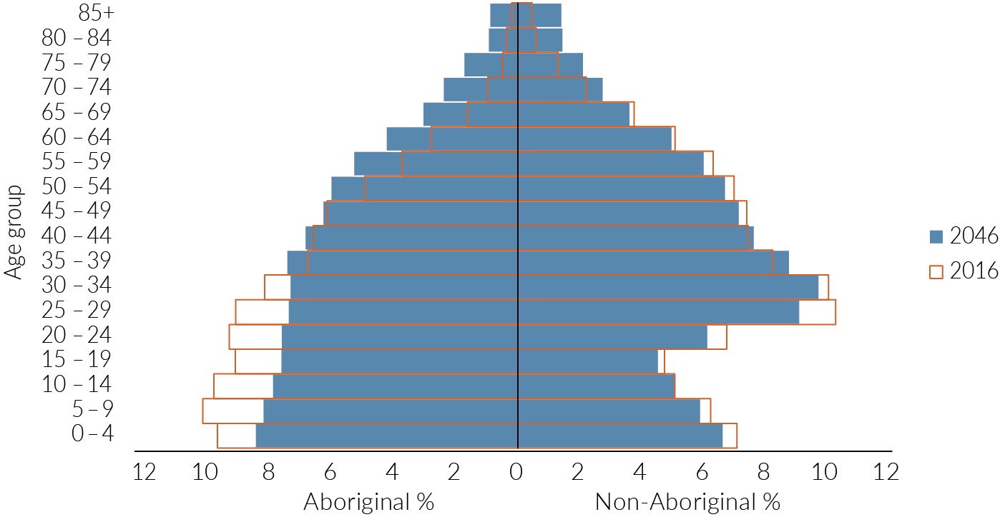 85+
80 – 84
75 – 79
70 – 74
65 – 69
60 – 64
55 – 59
50 – 54
45 – 49
40 – 44
35 – 39
30 – 34
25 – 29
20 – 24
15 – 19
10 – 14
5 – 9
0 – 4
Age group
2046
2016
12 10 8 6 4 2 0 2 4 6 8 10 12
Aboriginal % Non-Aboriginal %